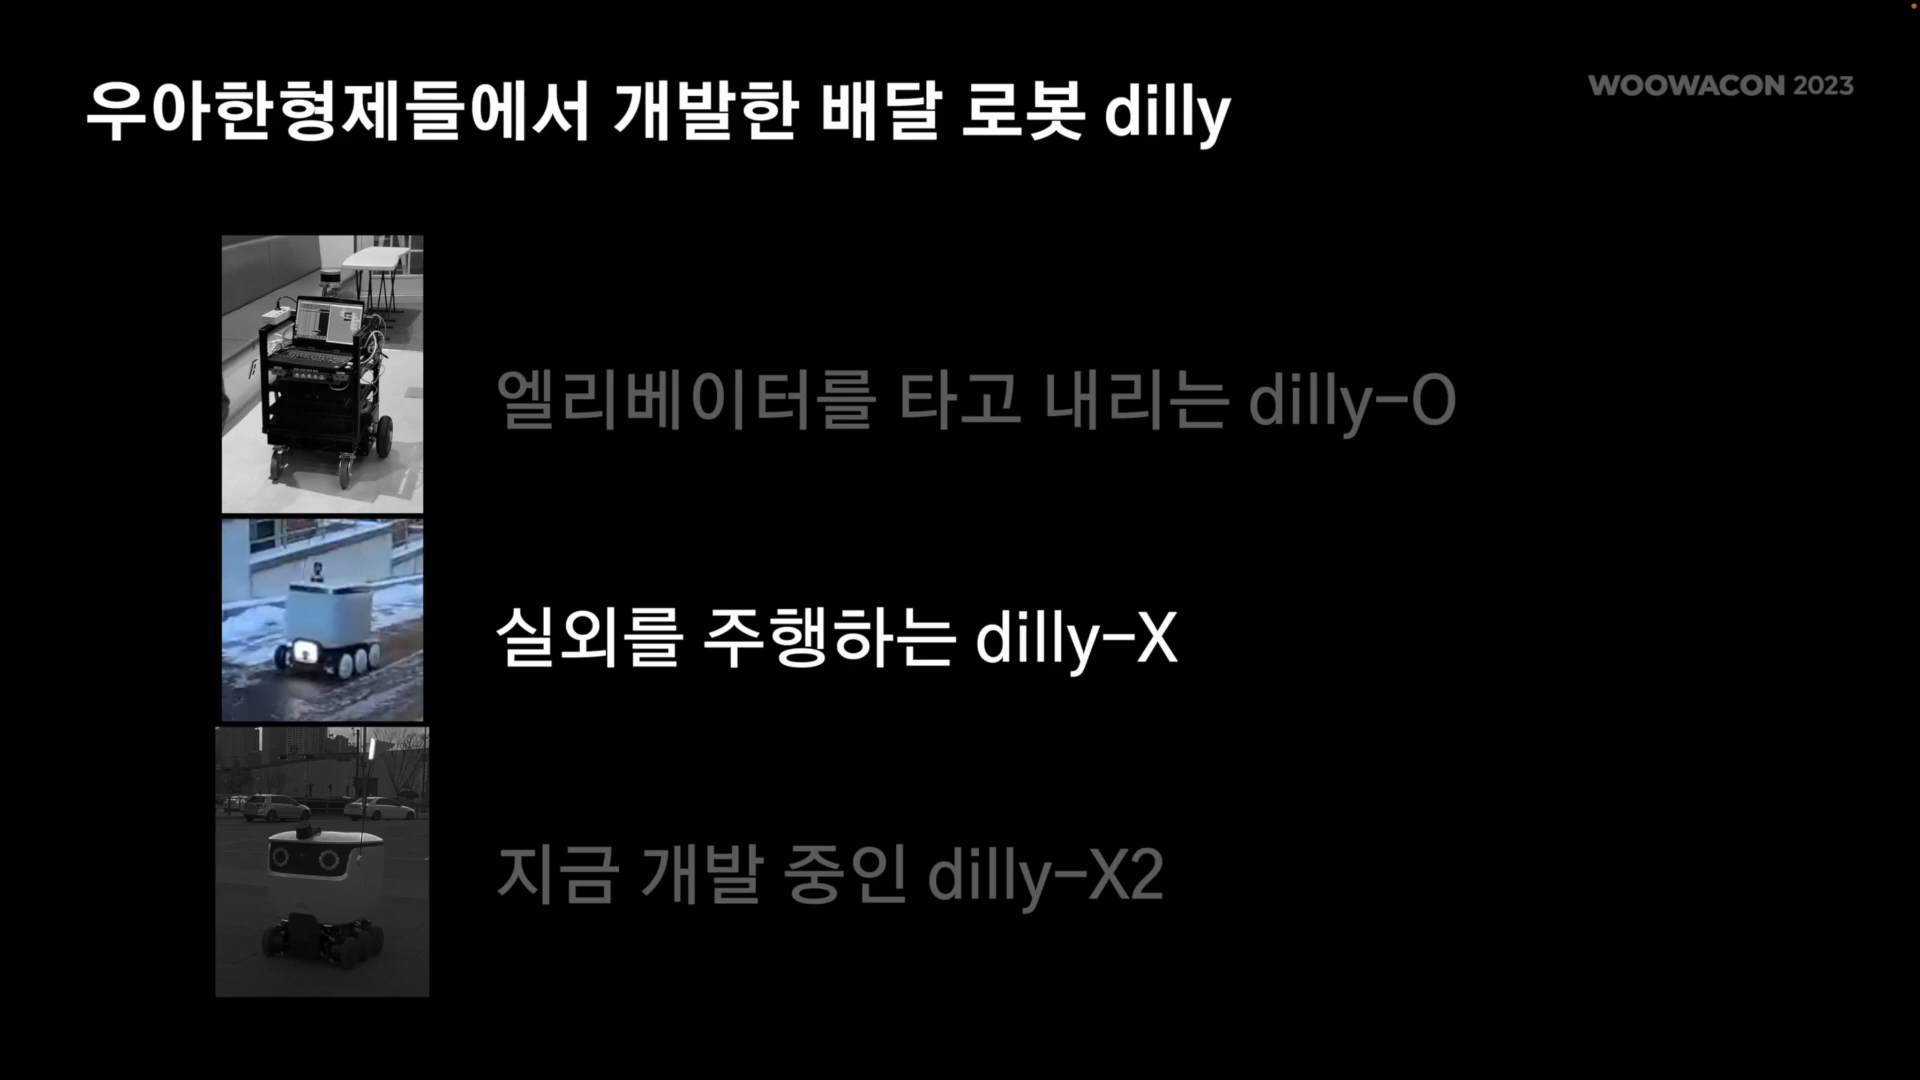 우아한형제들에서 개발한 배달 로봇 dilly
WOOWACON 2023
엘리베이터를 타고 내리는 dilly-O
실외를 주행하는 dilly-X
지금 개발 중인 dilly-X2